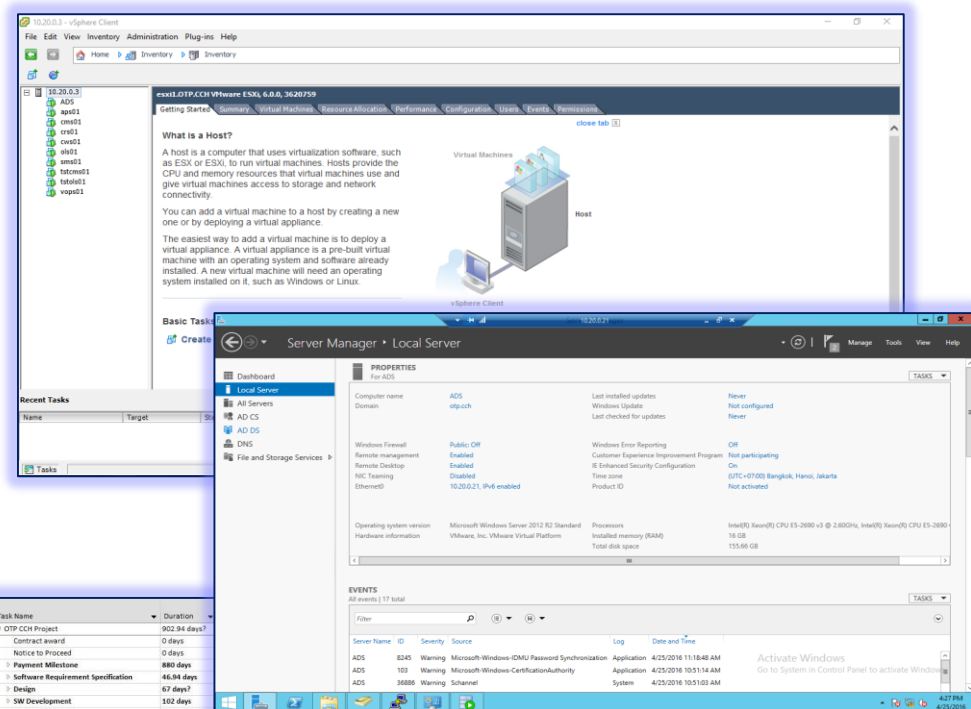 10.20.0.3 - vSphere Client
File Edit View Inventory Administration Plug-ins Help
Home Inventory Inventory
10.20.0.3
ADS
aps01
cms01
crs01
cws01
ols01
sms01
tstcms01
tstols01
vops01
esxi1.OTP.CCH VMware ESXi, 6.0.0, 3620759
Getting Started Summary Virtual Machines Resource Allocation Performance Configuration Users Events Permissions
close tab
What is a Host?
A host is a computer that uses virtualization software, such
as ESX or ESXi, to run virtual machines. Hosts provide the
CPU and memory resources that virtual machines use and
give virtual machines access to storage and network
connectivity.
You can add a virtual machine to a host by creating a new
one or by deploying a virtual appliance.
The easiest way to add a virtual machine is to deploy a
virtual appliance. A virtual appliance is a pre-built virtual
machine with an operating system and software already
installed. A new virtual machine will need an operating
system installed on it, such as Windows or Linux.
Virtual Machines
Host
vSphere Client
Basic Tasks
Create
Recent Tasks
Name Target
Tasks
10.20.0.21
Server Manager • Local Server
2 Manage Tools View Help
Dashboard
Local Server
All Servers
AD CS
AD DS
DNS
File and Storage Services
PROPERTIES
For ADS
TASKS
Computer name ADS Last installed updates Never
Domain otp.cch Windows Update Not configured
Last checked for updates Never
Windows Firewall Public: Off Windows Error Reporting Off
Remote management Enabled Customer Experience Improvement Program Not participating
Remote Desktop Enabled IE Enhanced Security Configuration On
NIC Teaming Disabled Time zone (UTC+07:00) Bangkok, Hanoi, Jakarta
Ethernet0 10.20.0.21, IPv6 enabled Product ID Not activated
Operating system version Microsoft Windows Server 2012 R2 Standard Processors Intel(R) Xeon(R) CPU E5-2690 v3 @ 2.60GHz, Intel(R) Xeon(R) CPU E5-2690
Hardware information VMware, Inc. VMware Virtual Platform Installed memory (RAM) 16 GB
Total disk space 155.66 GB
EVENTS
All events | 17 total
TASKS
Filter
Server Name ID Severity Source Log Date and Time
ADS 8245 Warning Microsoft-Windows-IDMU Password Synchronization Application 4/25/2016 11:18:48 AM
ADS 103 Warning Microsoft-Windows-CertificationAuthority Application 4/25/2016 10:51:14 AM
ADS 36886 Warning Schannel System 4/25/2016 10:51:03 AM
Activate Windows
Go to System in Control Panel to activate Windows
4:27 PM
4/25/2016
Task Name Duration
OTP CCH Project 902.94 days?
Contract award 0 days
Notice to Proceed 0 days
Payment Milestone 880 days
Software Requirement Specification 46.94 days
Design 67 days?
SW Development 102 days